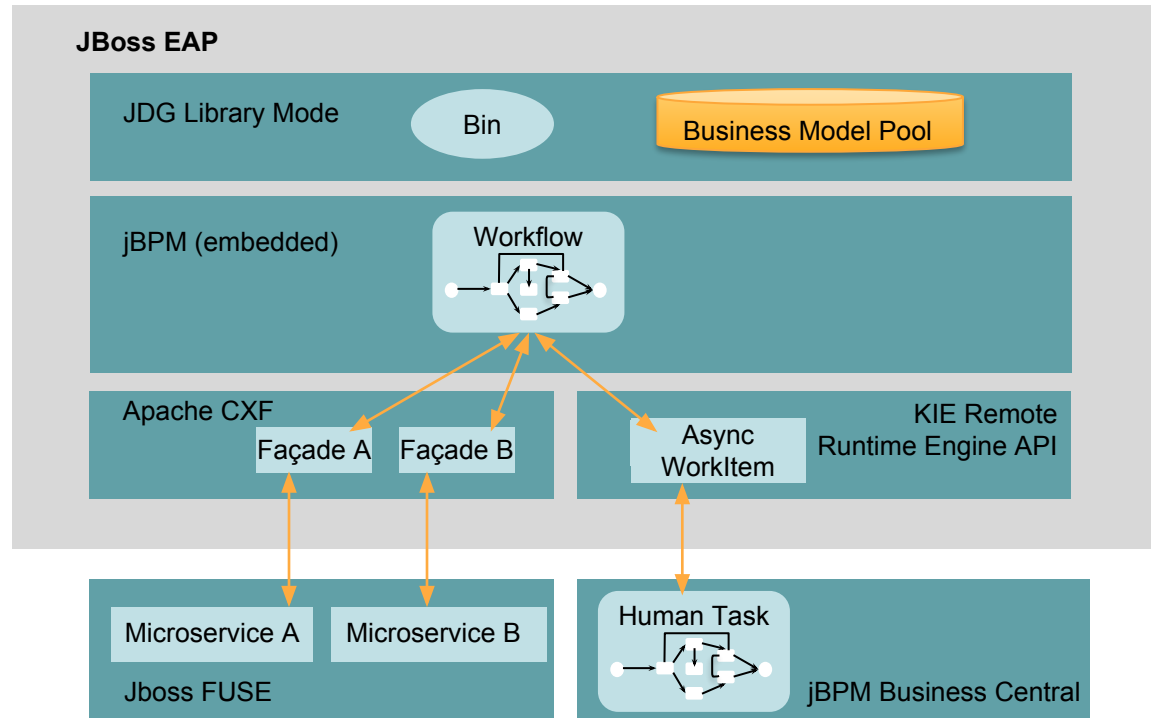 JBoss EAP
JDG Library Mode
Bin
Business Model Pool
jBPM (embedded)
Workflow
Apache CXF
Façade A
Façade B
Async
WorkItem
KIE Remote
Runtime Engine API
Microservice A
Microservice B
Jboss FUSE
Human Task
jBPM Business Central